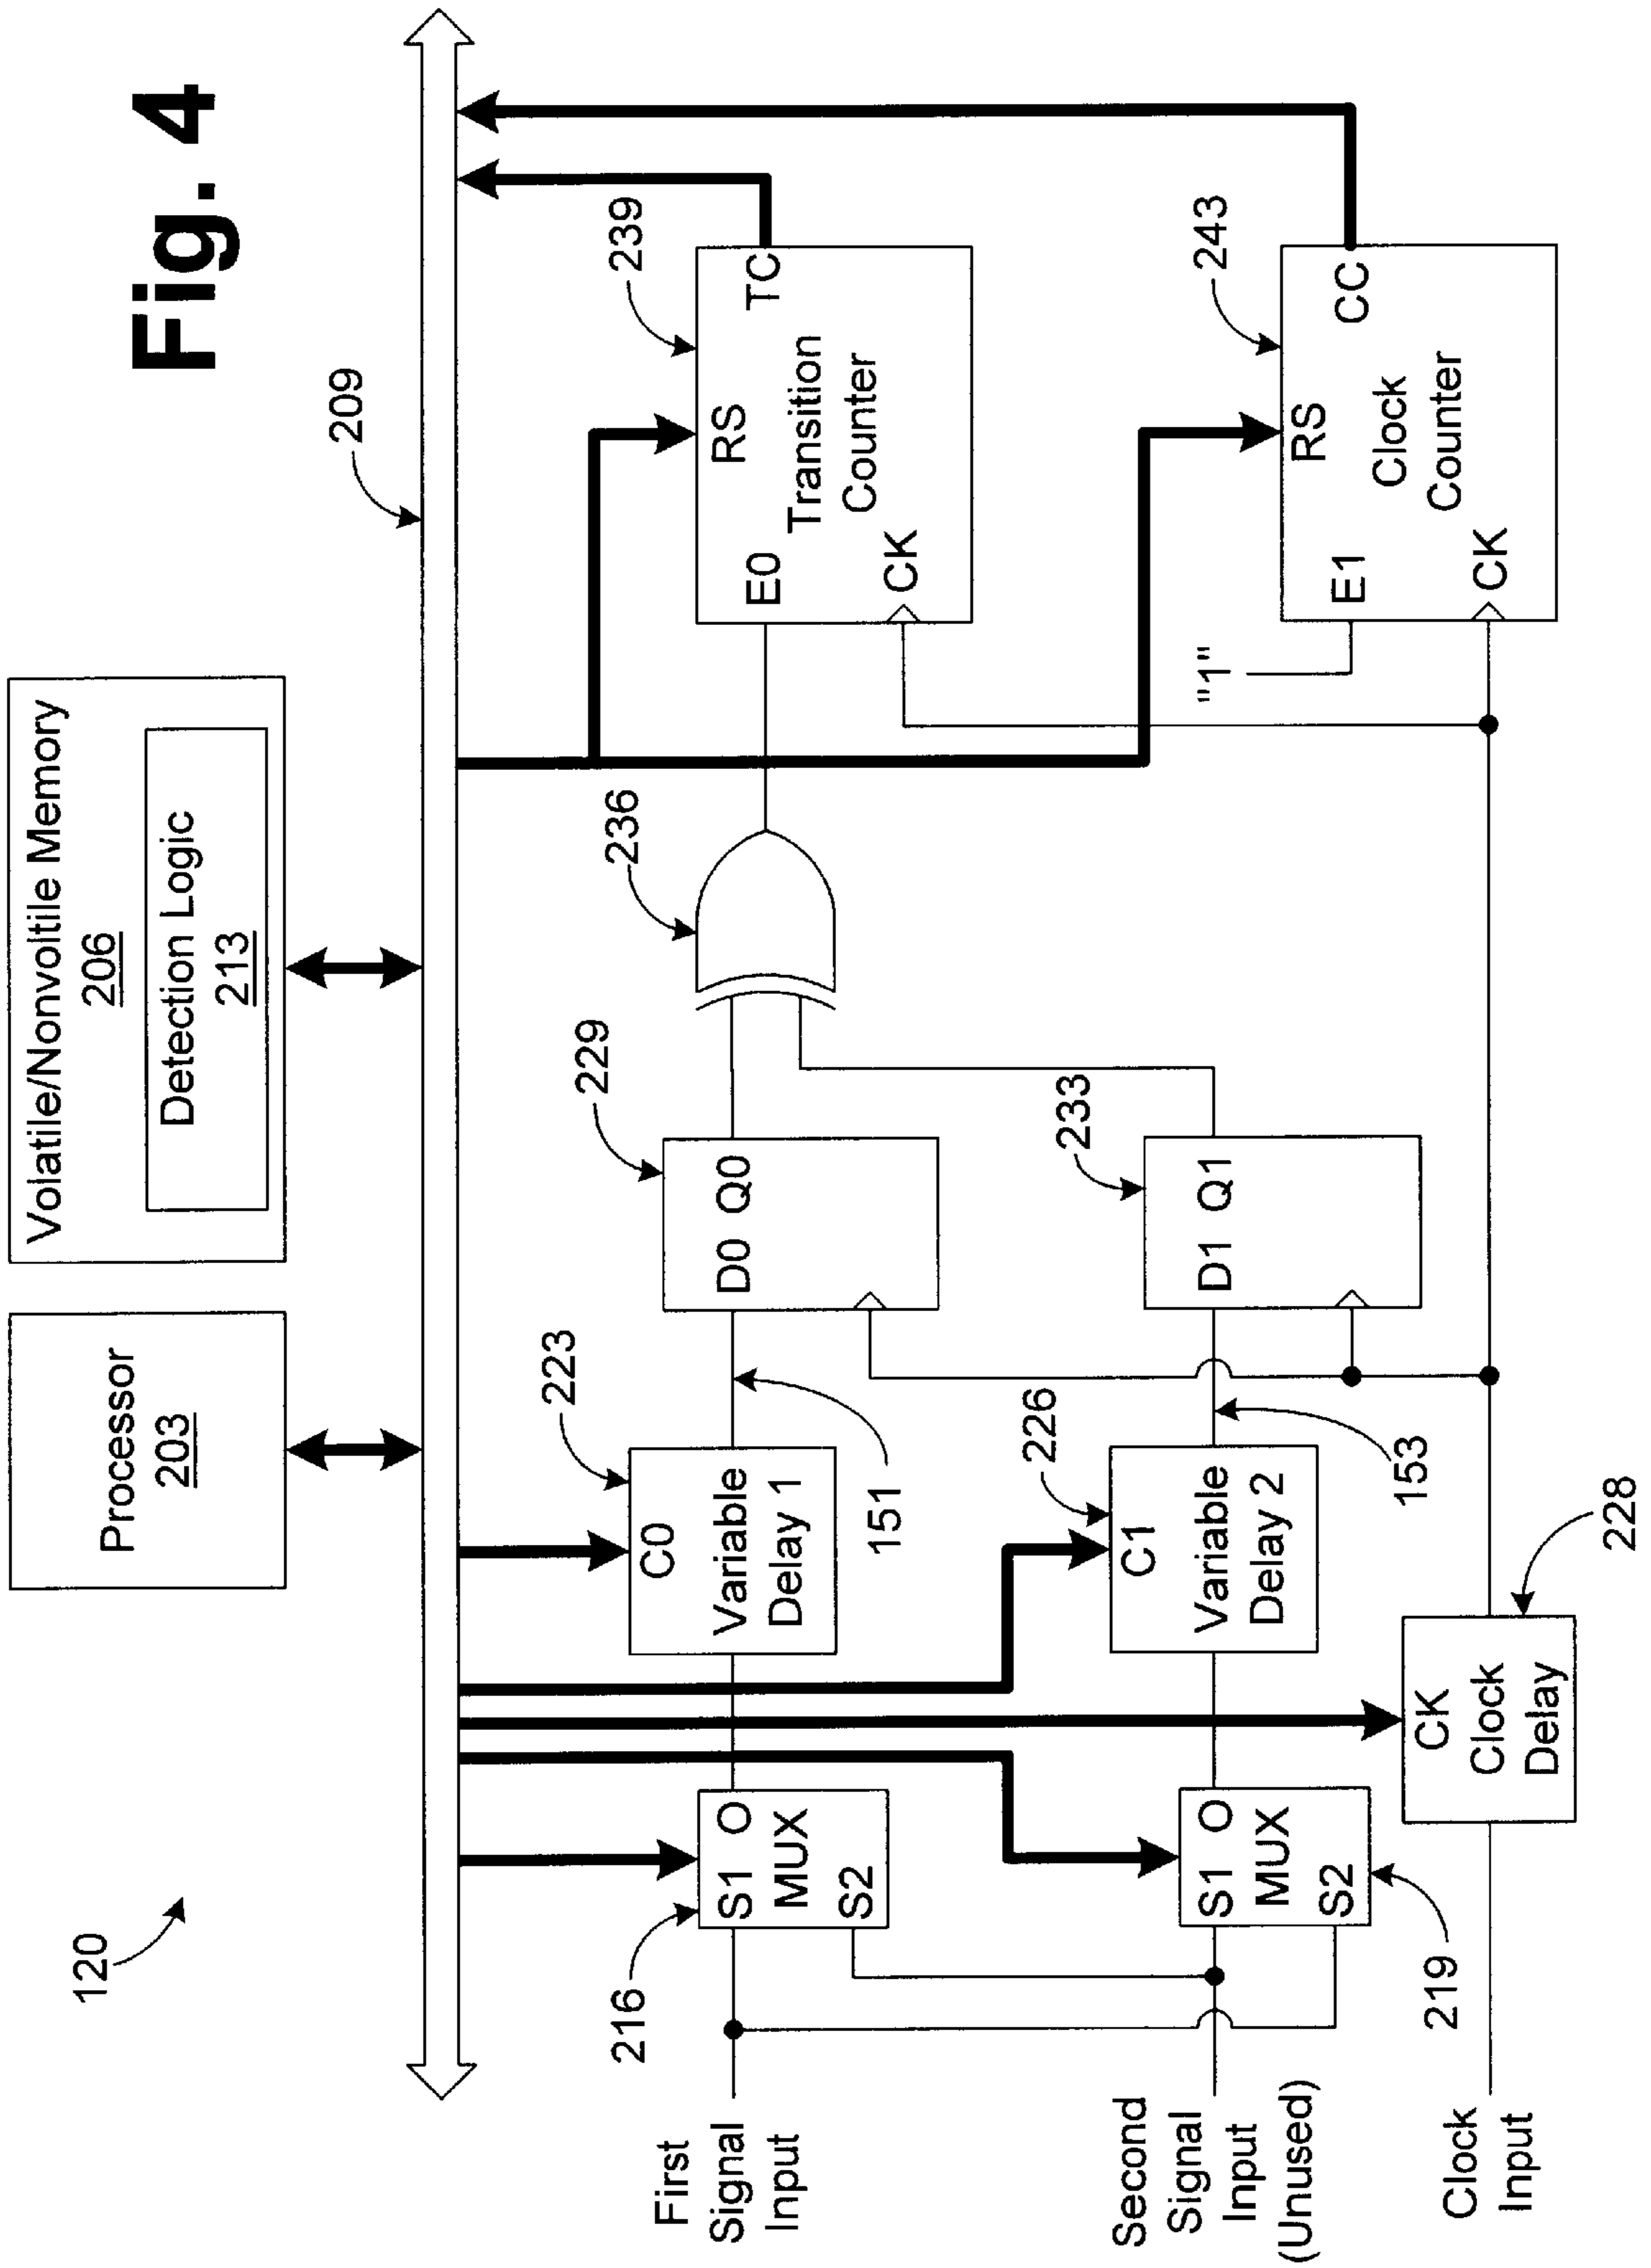 Fig. 4
120
Processor
203
Volatile/Nonvoltile Memory
206
Detection Logic
213
209
First
Signal
Input
216
S1 O
MUX
S2
223
C0
Variable
Delay 1
151
229
D0 Q0
236
239
RS
E0
TC
Transition
Counter
CK
Second
Signal
Input
(Unused)
S1 O
MUX
S2
219
226
C1
Variable
Delay 2
153
233
D1 Q1
"1"
243
RS
E1
CC
Clock
Counter
CK
Clock
Input
CK
Clock
Delay
228